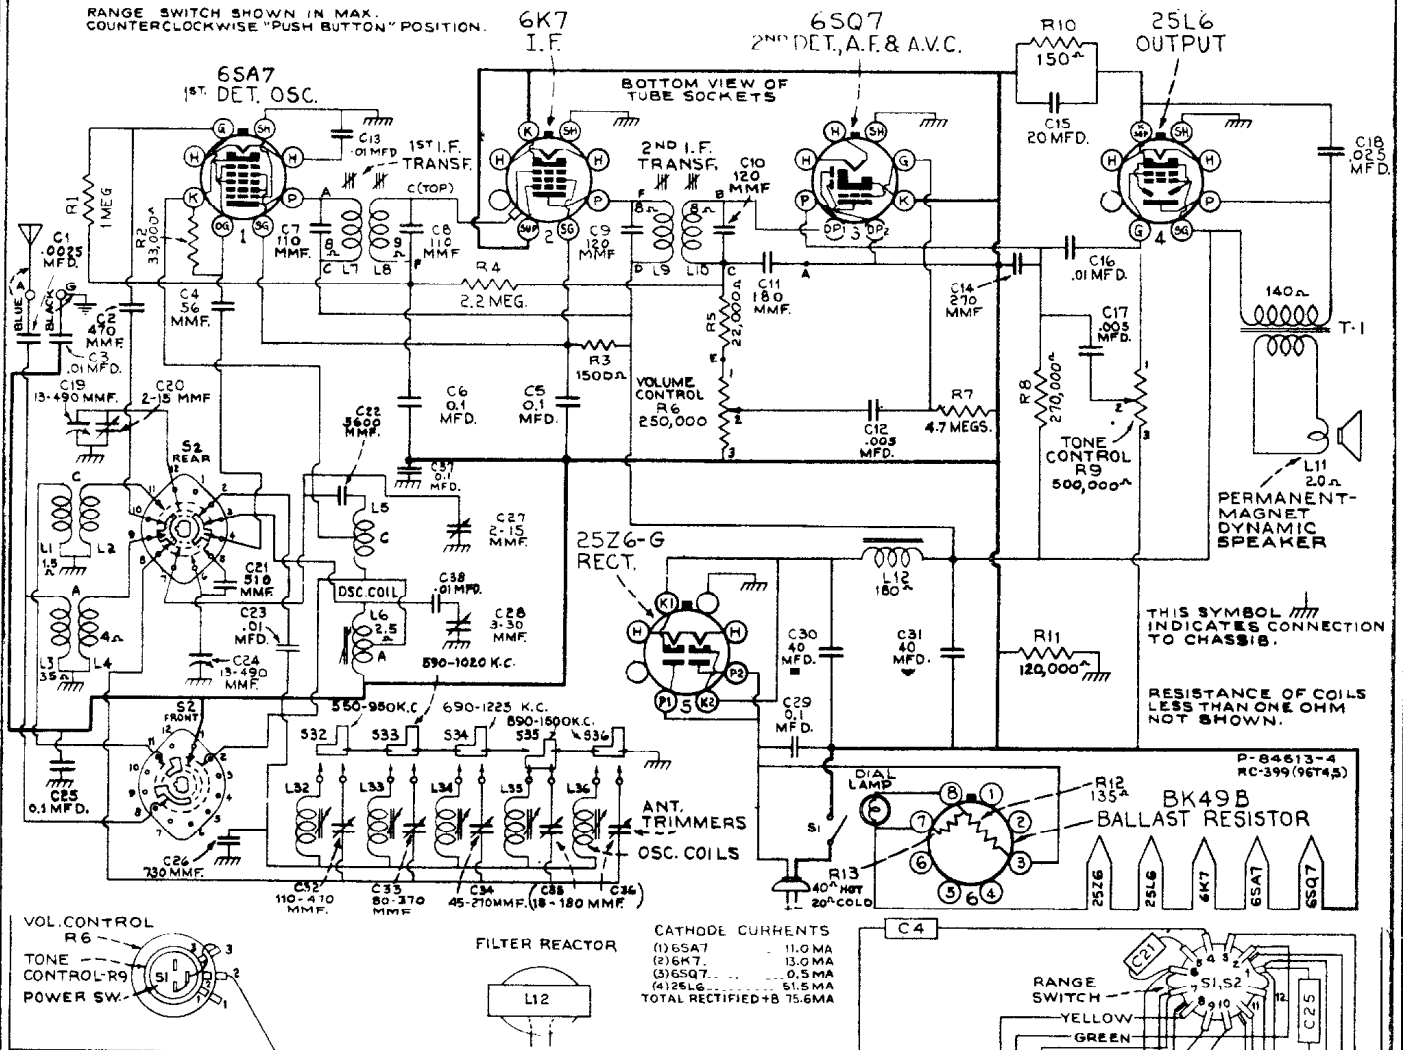 RANGE SWITCH SHOWN IN MAX.
COUNTERCLOCKWISE "PUSH BUTTON" POSITION.
6SA7
1ST. DET. OSC.
6K7
I.F.
6SQ7
2ND DET., A.F. & A.V.C.
25L6
OUTPUT
BOTTOM VIEW OF
TUBE SOCKETS
R10
150Ω
C15
20 MFD.
C18
.025
MFD.
C13
.01 MFD
1ST I.F.
TRANSF.
C(TOP)
2ND I.F.
TRANSF.
C10
120
MMF
R1
1 MEG
R2
33,000Ω
C1
.0025
MFD.
BLUE
A
BLACK
G
C2
470
MMF
C3
.01 MFD.
C4
56
MMF.
C7
110
MMF.
8Ω
L7
L8
9Ω
C8
110
MMF
C9
120
MMF
8Ω
L9
8Ω
L10
R4
2.2 MEG.
C11
180
MMF.
R5
22,000Ω
C14
270
MMF
C16
.01 MFD.
C17
.005
MFD.
140Ω
T-1
R3
1500Ω
C6
0.1
MFD.
C5
0.1
MFD.
VOLUME
CONTROL
R6
250,000
C12
.005
MFD.
R7
4.7 MEGS.
R8
270,000Ω
TONE
CONTROL
R9
500,000Ω
L11
20Ω
PERMANENT-
MAGNET
DYNAMIC
SPEAKER
C19
13-490 MMF.
C20
2-15 MMF
S2
REAR
C22
5600
MMF.
C37
0.1
MFD.
L5
C
C27
2-15
MMF.
L1
1.5Ω
L2
C
C21
510
MMF.
C23
.01
MFD.
OSC. COIL
C38
.01 MFD.
L6
2.5Ω
A
C28
3-30
MMF.
L3
35Ω
L4
4Ω
A
C24
13-490
MMF.
S2
FRONT
25Z6-G
RECT.
L12
180Ω
C30
40
MFD.
C31
40
MFD.
C29
0.1
MFD.
R11
120,000Ω
THIS SYMBOL
INDICATES CONNECTION
TO CHASSIS.
RESISTANCE OF COILS
LESS THAN ONE OHM
NOT SHOWN.
P-84613-4
RC-399 (96T4,5)
590-1020 K.C.
550-950K.C
690-1225 K.C.
890-1500K.C.
S32
S33
S34
S35
S36
L32
L33
L34
L35
L36
ANT.
TRIMMERS
OSC. COILS
C25
0.1 MFD.
C26
730 MMF.
C32
110-470
MMF.
C33
80-370
MMF
C34
45-270MMF.
C35
C36
(18-180 MMF.)
DIAL
LAMP
S1
R12
135Ω
R13
40Ω HOT
20Ω COLD
BK49B
BALLAST RESISTOR
25Z6
25L6
6K7
6SA7
6SQ7
VOL. CONTROL
R6
TONE
CONTROL-R9
POWER SW.
S1
FILTER REACTOR
L12
CATHODE CURRENTS
(1) 6SA7 11.0 MA
(2) 6K7. 13.0 MA
(3) 6SQ7 0.5 MA
(4) 25L6 51.5 MA
TOTAL RECTIFIED +B 75.6MA
C4
C21
S1, S2
C25
RANGE
SWITCH
YELLOW
GREEN